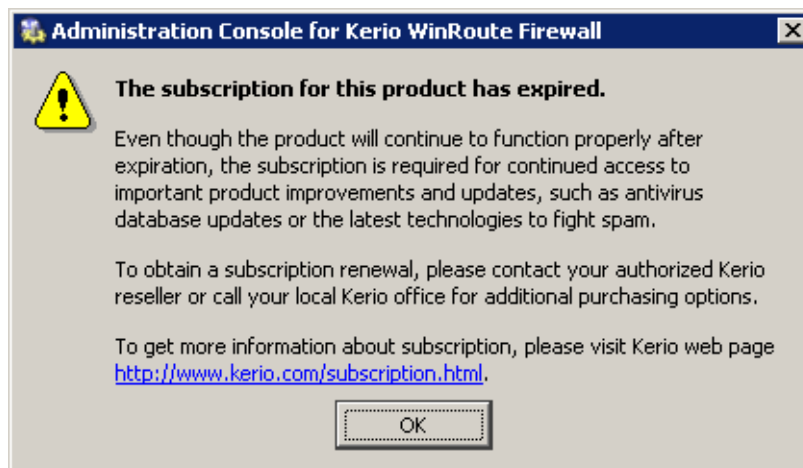 Administration Console for Kerio WinRoute Firewall
The subscription for this product has expired.
Even though the product will continue to function properly after
expiration, the subscription is required for continued access to
important product improvements and updates, such as antivirus
database updates or the latest technologies to fight spam.
To obtain a subscription renewal, please contact your authorized Kerio
reseller or call your local Kerio office for additional purchasing options.
To get more information about subscription, please visit Kerio web page
http://www.kerio.com/subscription.html.
OK